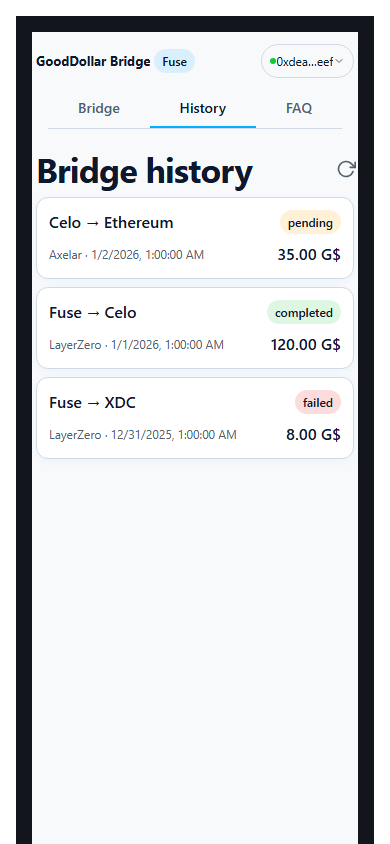 GoodDollar Bridge Fuse 0xdea...eef
Bridge History FAQ
Bridge history
Celo → Ethereum pending
Axelar · 1/2/2026, 1:00:00 AM 35.00 G$
Fuse → Celo completed
LayerZero · 1/1/2026, 1:00:00 AM 120.00 G$
Fuse → XDC failed
LayerZero · 12/31/2025, 1:00:00 AM 8.00 G$